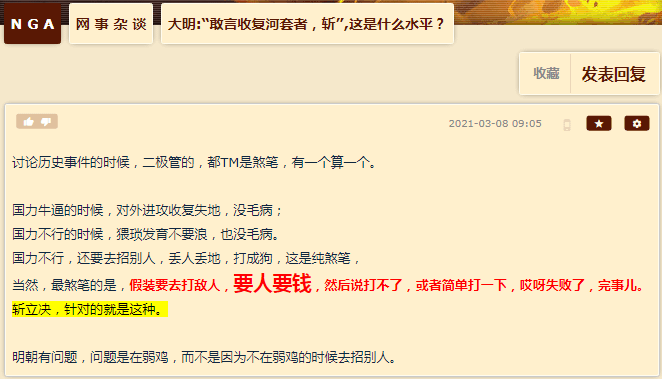 NGA
网事杂谈
大明:“敢言收复河套者，斩”,这是什么水平？
收藏
发表回复
2021-03-08 09:05
讨论历史事件的时候，二极管的，都TM是煞笔，有一个算一个。
国力牛逼的时候，对外进攻收复失地，没毛病；
国力不行的时候，猥琐发育不要浪，也没毛病。
国力不行，还要去招别人，丢人丢地，打成狗，这是纯煞笔，
当然，最煞笔的是，假装要去打敌人，要人要钱，然后说打不了，或者简单打一下，哎呀失败了，完事儿。
斩立决，针对的就是这种。
明朝有问题，问题是在弱鸡，而不是因为不在弱鸡的时候去招别人。